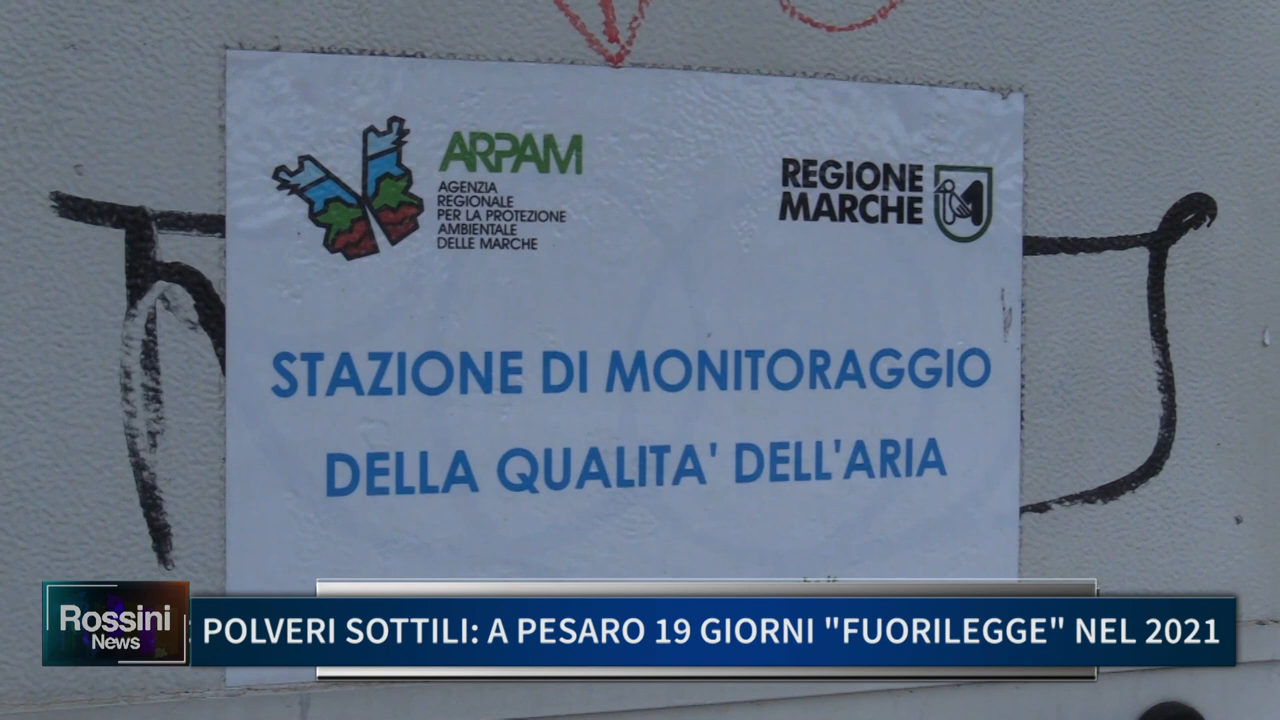 ARPAM
AGENZIA
REGIONALE
PER LA PROTEZIONE
AMBIENTALE
DELLE MARCHE
REGIONE
MARCHE
STAZIONE DI MONITORAGGIO
DELLA QUALITA' DELL'ARIA
Rossini
News
POLVERI SOTTILI: A PESARO 19 GIORNI "FUORILEGGE" NEL 2021